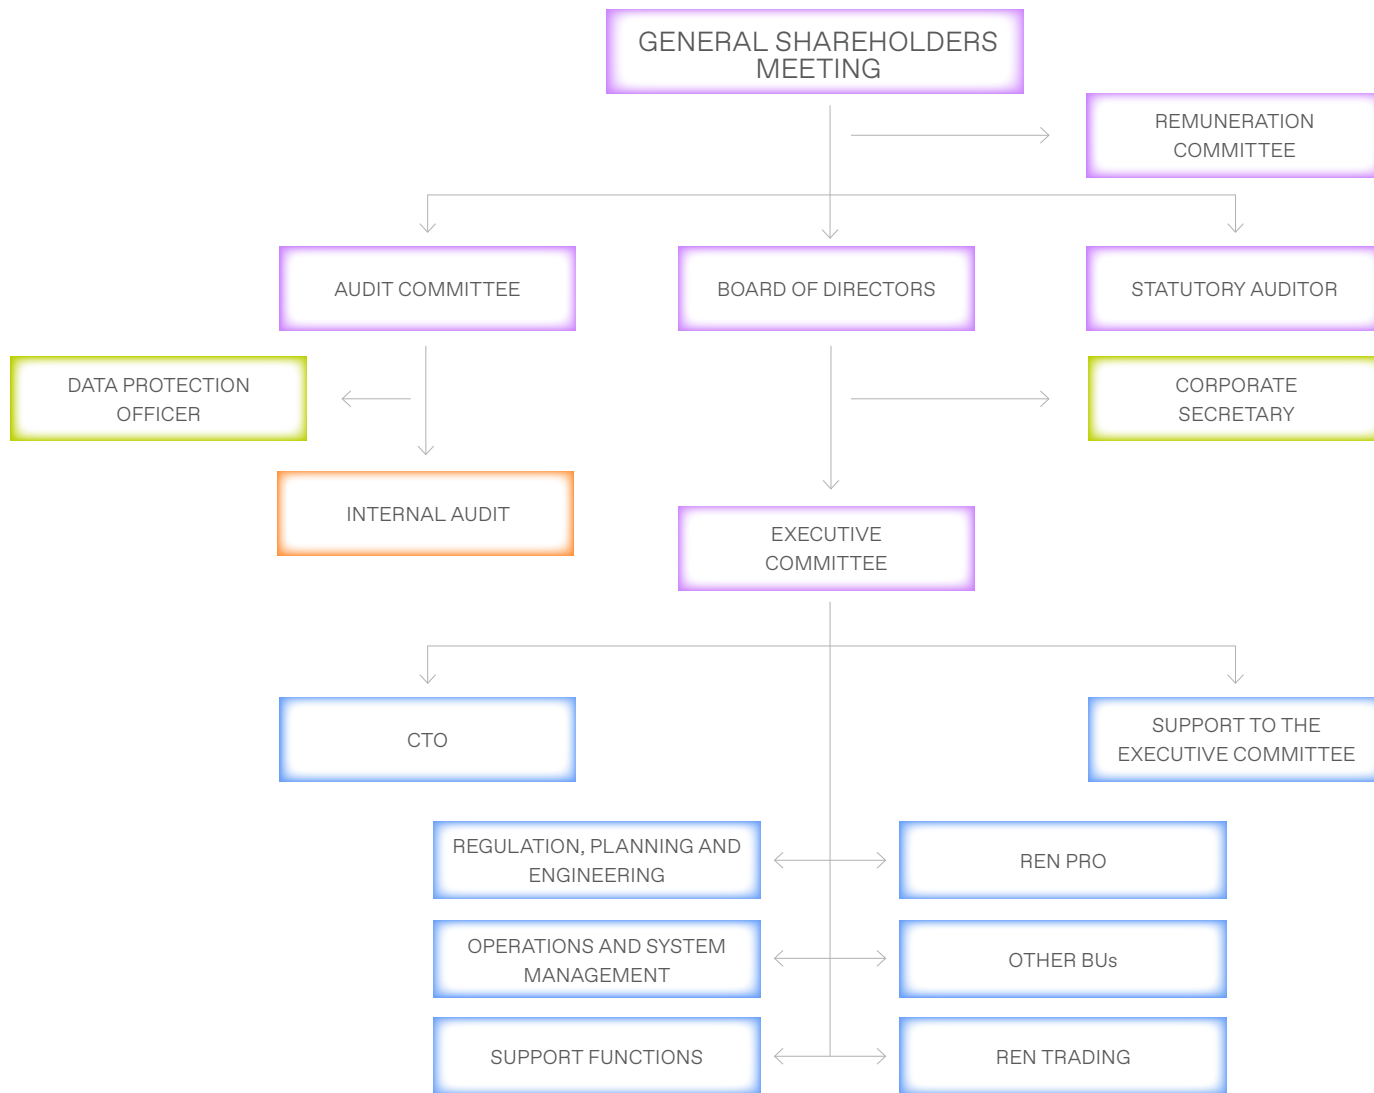 GENERAL SHAREHOLDERS
MEETING
REMUNERATION
COMMITTEE
AUDIT COMMITTEE
BOARD OF DIRECTORS
STATUTORY AUDITOR
DATA PROTECTION
OFFICER
CORPORATE
SECRETARY
INTERNAL AUDIT
EXECUTIVE
COMMITTEE
CTO
SUPPORT TO THE
EXECUTIVE COMMITTEE
REGULATION, PLANNING AND
ENGINEERING
REN PRO
OPERATIONS AND SYSTEM
MANAGEMENT
OTHER BUs
SUPPORT FUNCTIONS
REN TRADING